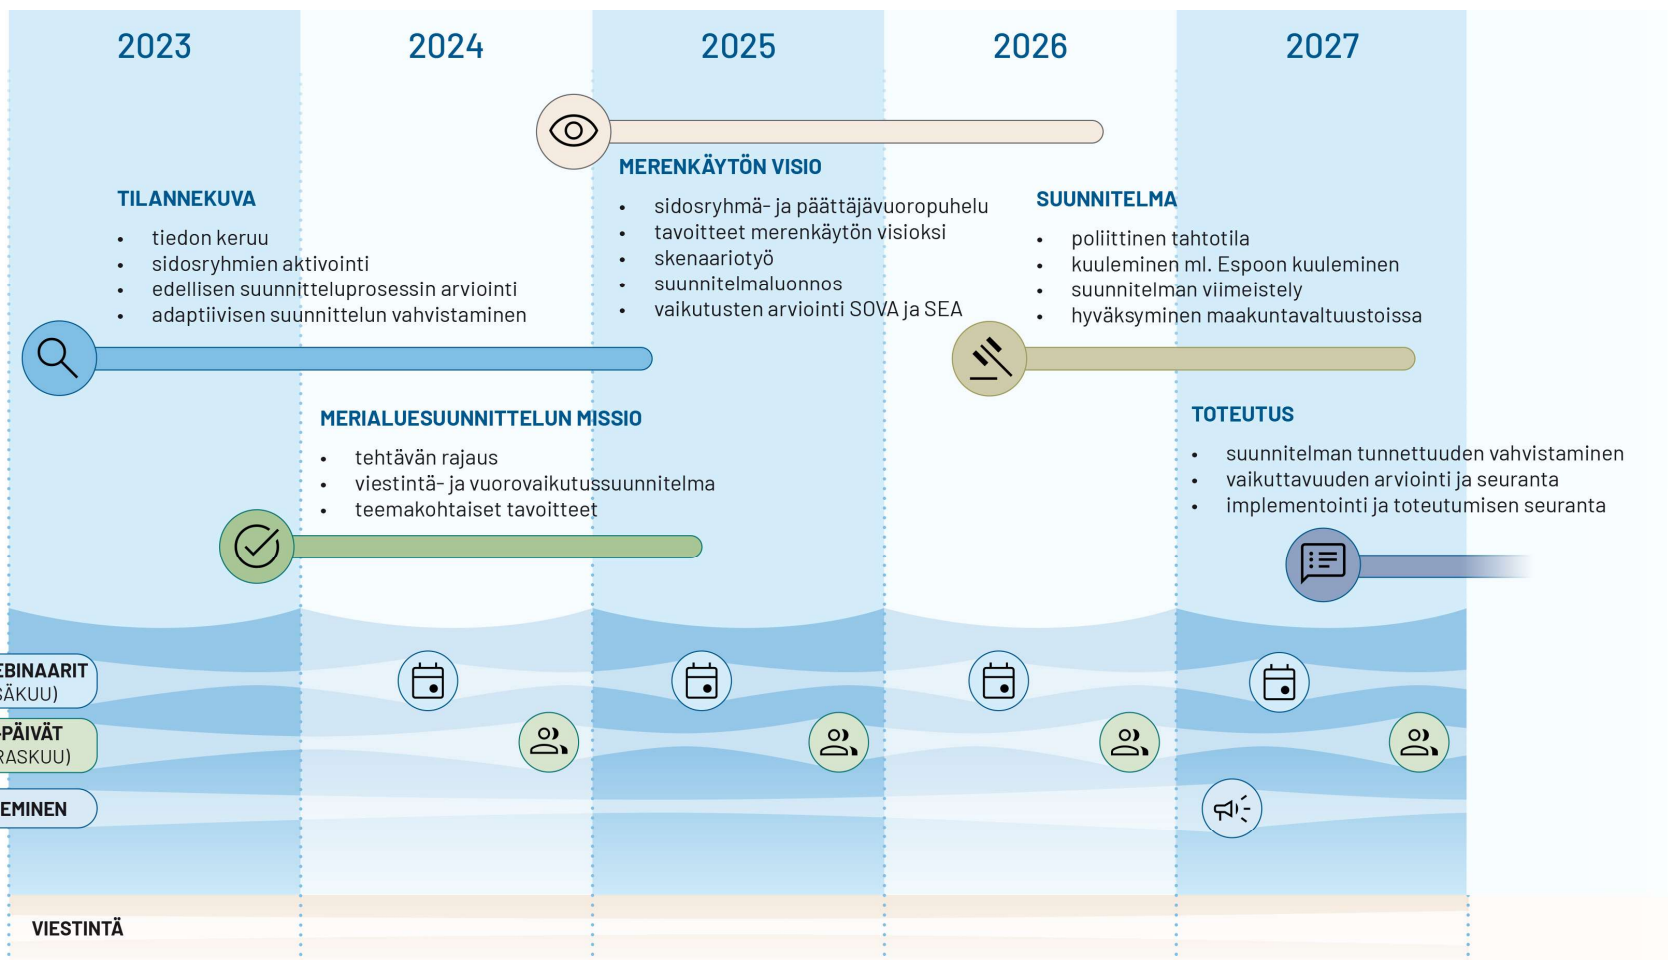 2023
2024
2025
2026
2027
MERENKÄYTÖN VISIO
• sidosryhmä- ja päättäjävuoropuhelu
• tavoitteet merenkäytön visioksi
• skenaariotyö
• suunnitelmaluonnos
• vaikutusten arviointi SOVA ja SEA
TILANNEKUVA
• tiedon keruu
• sidosryhmien aktivointi
• edellisen suunnitteluprosessin arviointi
• adaptiivisen suunnittelun vahvistaminen
SUUNNITELMA
• poliittinen tahtotila
• kuuleminen ml. Espoon kuuleminen
• suunnitelman viimeistely
• hyväksyminen maakuntavaltuustoissa
MERIALUESUUNNITTELUN MISSIO
• tehtävän rajaus
• viestintä- ja vuorovaikutussuunnitelma
• teemakohtaiset tavoitteet
TOTEUTUS
• suunnitelman tunnettuuden vahvistaminen
• vaikuttavuuden arviointi ja seuranta
• implementointi ja toteutumisen seuranta
EBINAARIT
SÄKUU)
-PÄIVÄT
RASKUU)
EMINEN
VIESTINTÄ